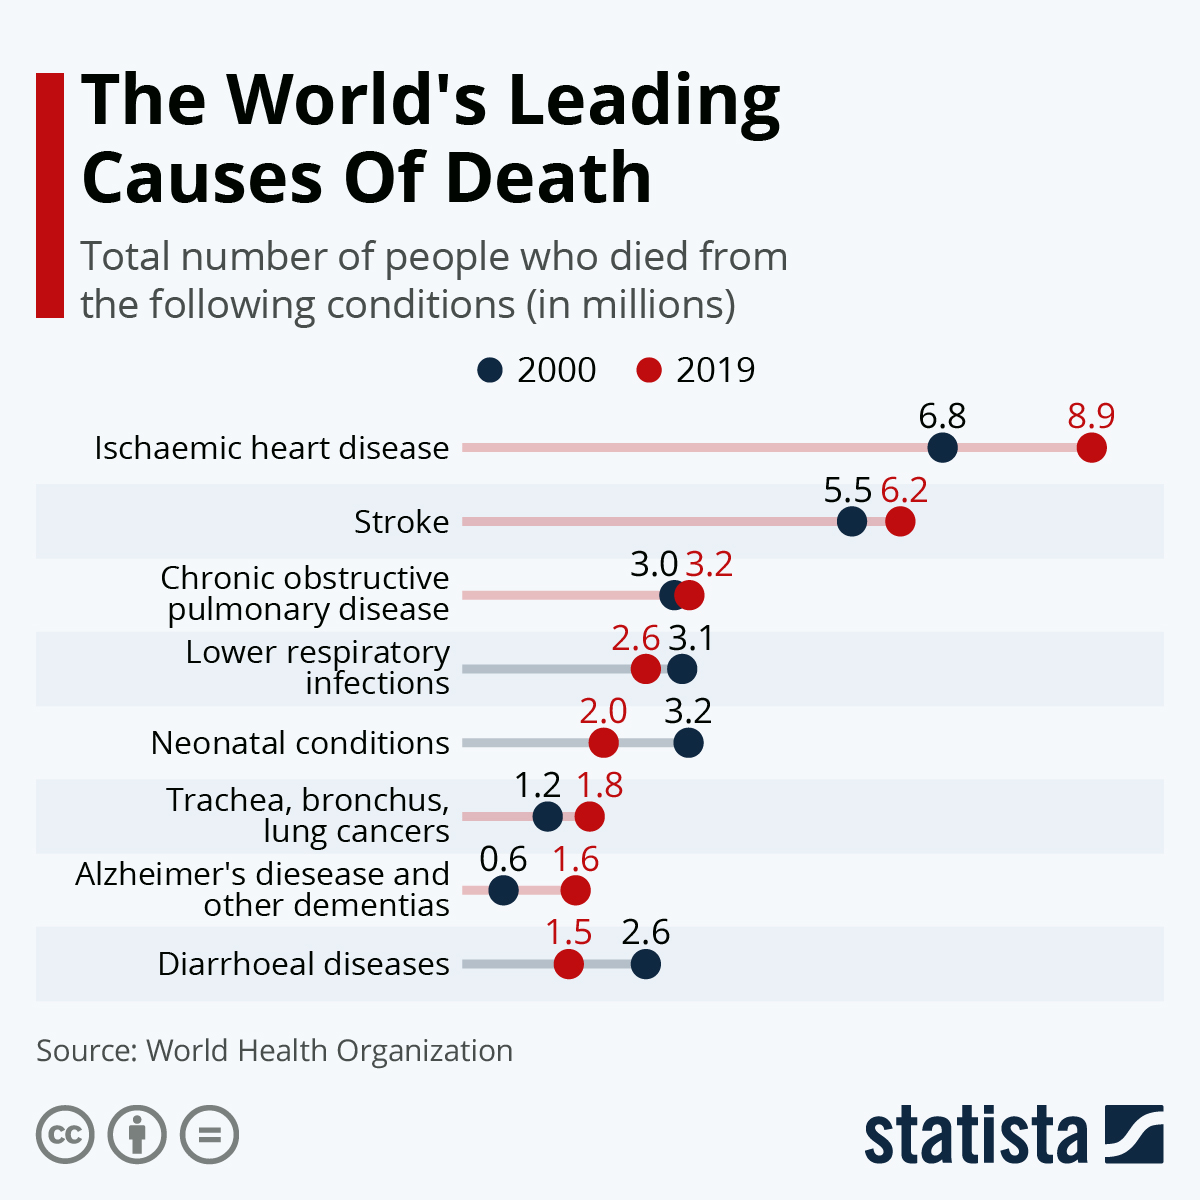 The World's Leading
Causes Of Death
Total number of people who died from
the following conditions (in millions)
2000 2019
Ischaemic heart disease 6.8 8.9
Stroke 5.5 6.2
Chronic obstructive
pulmonary disease 3.0 3.2
Lower respiratory
infections 2.6 3.1
Neonatal conditions 2.0 3.2
Trachea, bronchus,
lung cancers 1.2 1.8
Alzheimer's diesease and
other dementias 0.6 1.6
Diarrhoeal diseases 1.5 2.6
Source: World Health Organization
cc =
statista